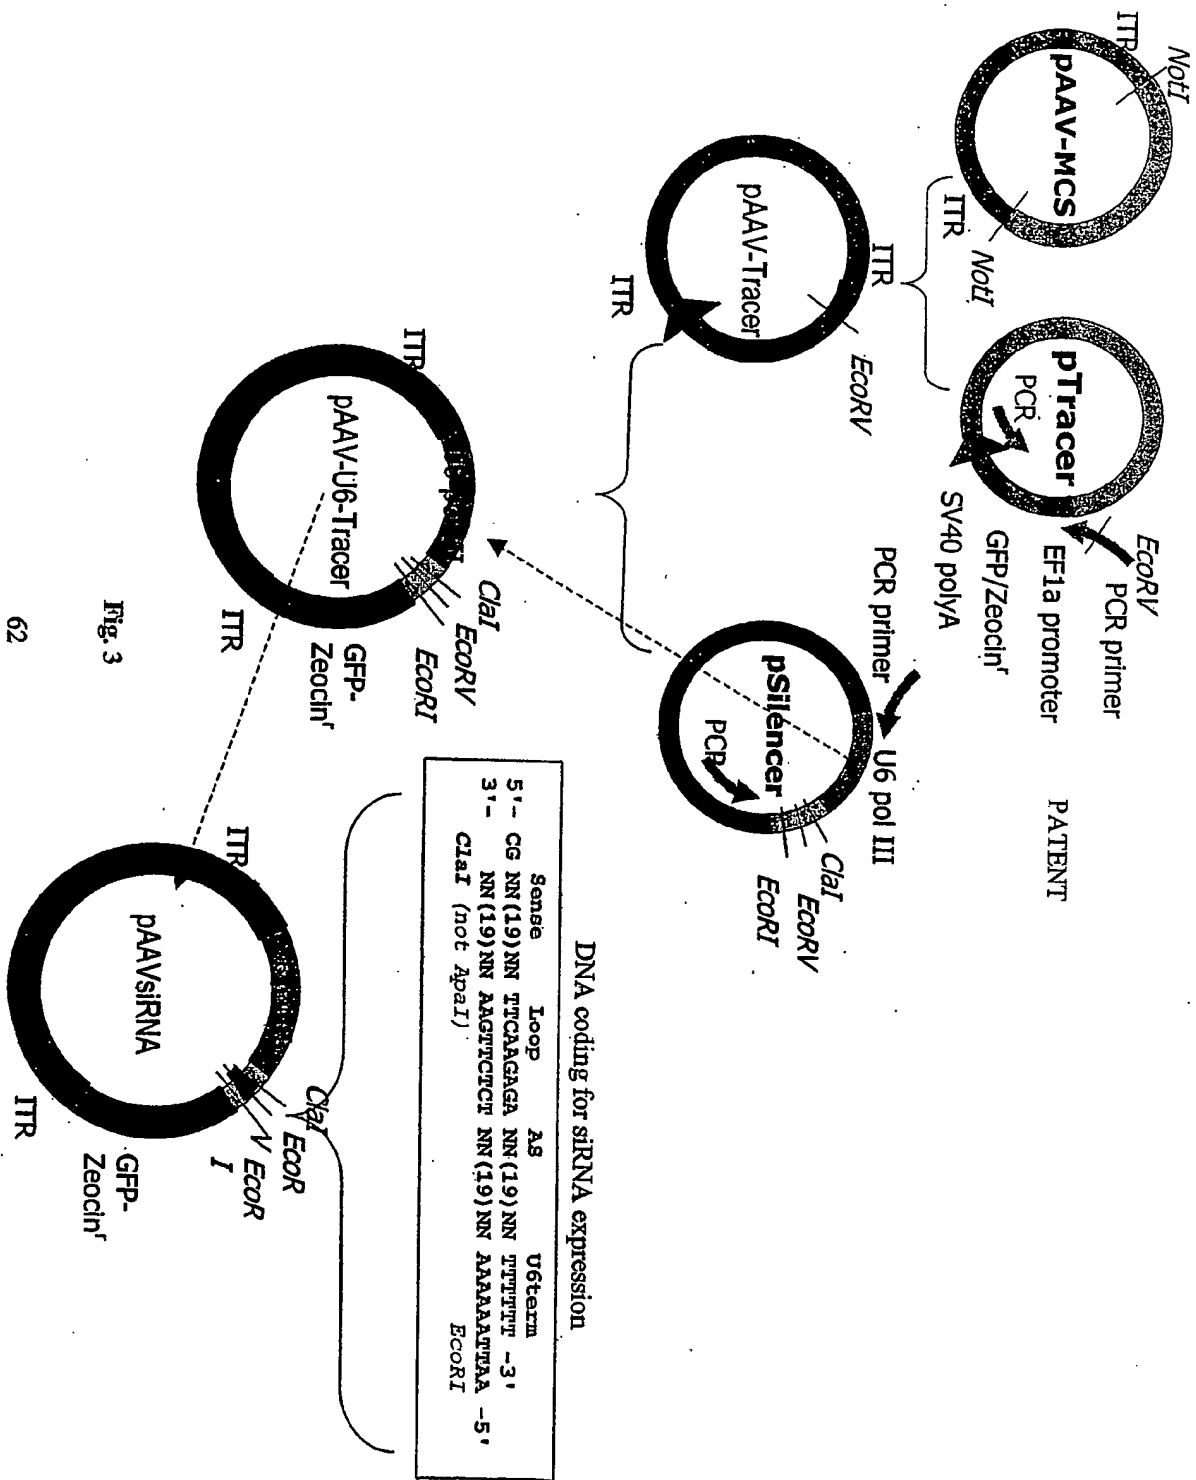 PATENT
NotI
ITR
pAAV-MCS
ITR
NotI
EcoRV
PCR primer
pTracer
PCR
EF1a promoter
GFP/Zeocinʳ
SV40 polyA
ITR
pAAV-Tracer
EcoRV
ITR
PCR primer
U6 pol III
pSilencer
PCR
ClaI
EcoRV
EcoRI
ITR
pAAV-U6-Tracer
ClaI
EcoRV
EcoRI
GFP-
Zeocinʳ
ITR
DNA coding for siRNA expression
Sense Loop AS U6term
5'- CG NN(19)NN TTCAAGAGA NN(19)NN TTTTTT -3'
3'- NN(19)NN AAGTTCTCT NN(19)NN AAAAAATTAA -5'
ClaI (not ApaI) EcoRI
ITR
pAAVsiRNA
ClaI
EcoR
V EcoR
I
GFP-
Zeocinʳ
ITR
Fig. 3
62